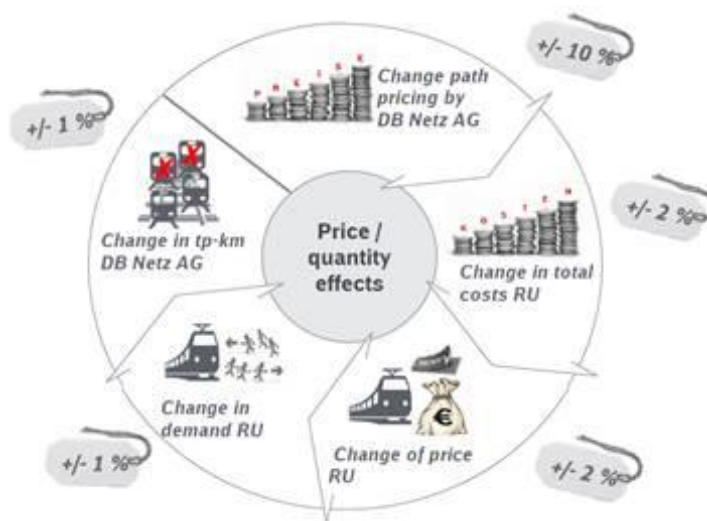 +/- 10 %
P R E I S E
Change path
pricing by
DB Netz AG
+/- 1 %
+/- 2 %
K O S T E N
Change in total
costs RU
Price /
quantity
effects
Change in tp-km
DB Netz AG
Change in
demand RU
€
Change of price
RU
+/- 1 %
+/- 2 %